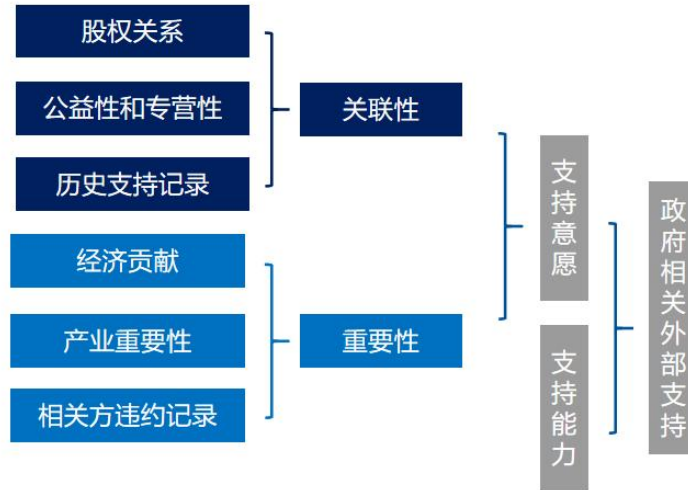 股权关系
公益性和专营性
关联性
历史支持记录
经济贡献
产业重要性
重要性
相关方违约记录
支持意愿
支持能力
政府相关外部支持